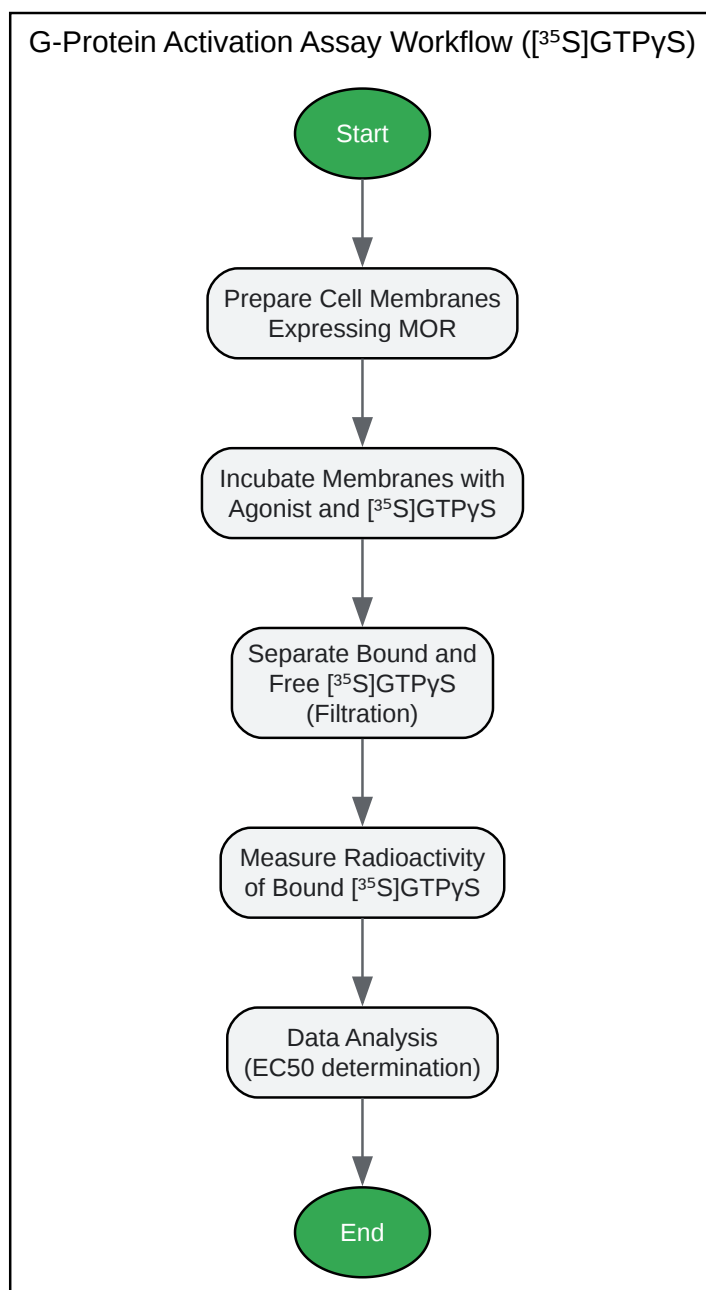 G-Protein Activation Assay Workflow ([³⁵S]GTPγS)
Start
Prepare Cell Membranes
Expressing MOR
Incubate Membranes with
Agonist and [³⁵S]GTPγS
Separate Bound and
Free [³⁵S]GTPγS
(Filtration)
Measure Radioactivity
of Bound [³⁵S]GTPγS
Data Analysis
(EC50 determination)
End